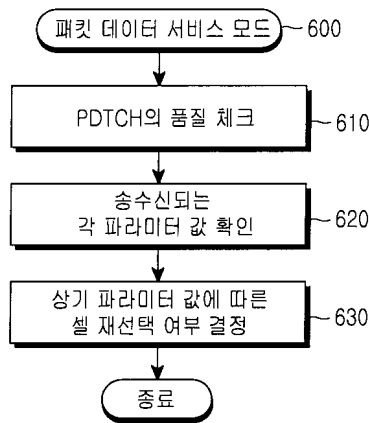 패킷 데이터 서비스 모드
600
PDTCH의 품질 체크
610
송수신되는
각 파라미터 값 확인
620
상기 파라미터 값에 따른
셀 재선택 여부 결정
630
종료